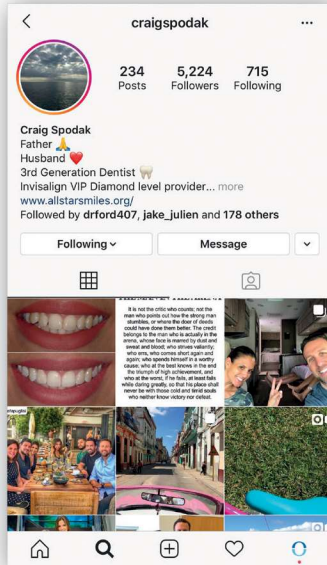 craigspodak
234 5,224 715
Posts Followers Following
Craig Spodak
Father 🙏
Husband ❤️
3rd Generation Dentist 🦷
Invisalign VIP Diamond level provider... more
www.allstarsmiles.org/
Followed by drford407, jake_julien and 178 others
Following Message
It is not the critic who counts; not the
man who points out how the strong man
stumbles, or where the doer of deeds
could have done them better. The credit
belongs to the man who is actually in the
arena, whose face is marred by dust and
sweat and blood; who strives valiantly;
who errs, who comes short again and
again; who spends himself in a worthy
cause; who at the best knows in the end
the triumph of high achievement, and
who at the worst, if he fails, at least fails
while daring greatly, so that his place shall
never be with those cold and timid souls
who neither know victory nor defeat.